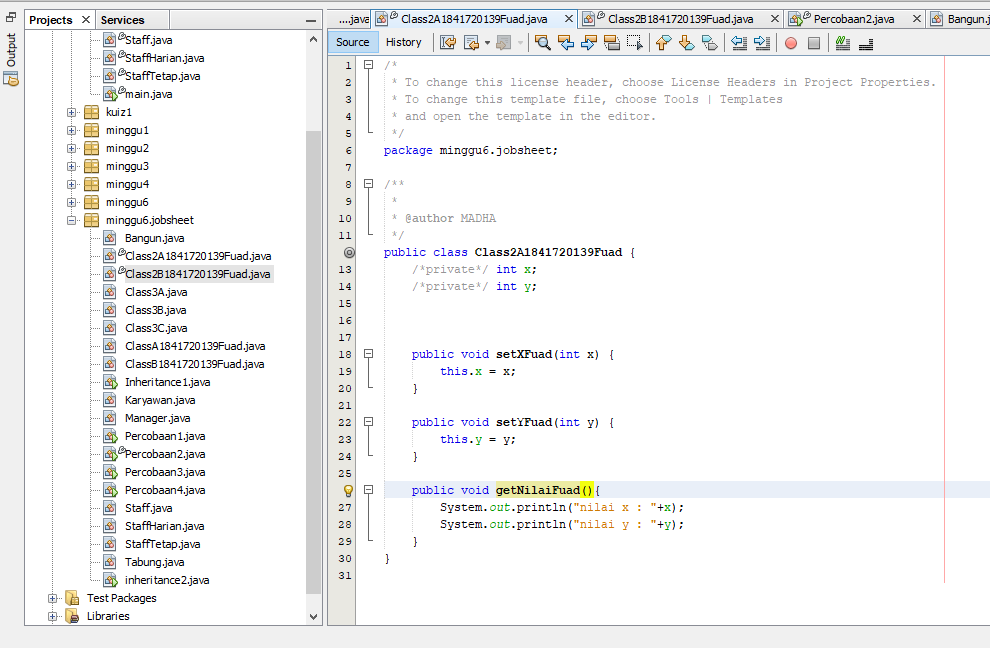 Output
Projects
Services
Staff.java
StaffHarian.java
StaffTetap.java
main.java
kuiz1
minggu1
minggu2
minggu3
minggu4
minggu6
minggu6.jobsheet
Bangun.java
Class2A1841720139Fuad.java
Class2B1841720139Fuad.java
Class3A.java
Class3B.java
Class3C.java
ClassA1841720139Fuad.java
ClassB1841720139Fuad.java
Inheritance1.java
Karyawan.java
Manager.java
Percobaan1.java
Percobaan2.java
Percobaan3.java
Percobaan4.java
Staff.java
StaffHarian.java
StaffTetap.java
Tabung.java
inheritance2.java
Test Packages
Libraries
....java Class2A1841720139Fuad.java Class2B1841720139Fuad.java Percobaan2.java Bangun.j
Source History
1 /*
2 * To change this license header, choose License Headers in Project Properties.
3 * To change this template file, choose Tools | Templates
4 * and open the template in the editor.
5 */
6 package minggu6.jobsheet;
7
8 /**
9 *
10 * @author MADHA
11 */
public class Class2A1841720139Fuad {
13 /*private*/ int x;
14 /*private*/ int y;
15
16
17
18 public void setXFuad(int x) {
19 this.x = x;
20 }
21
22 public void setYFuad(int y) {
23 this.y = y;
24 }
25
public void getNilaiFuad(){
27 System.out.println("nilai x : "+x);
28 System.out.println("nilai y : "+y);
29 }
30 }
31